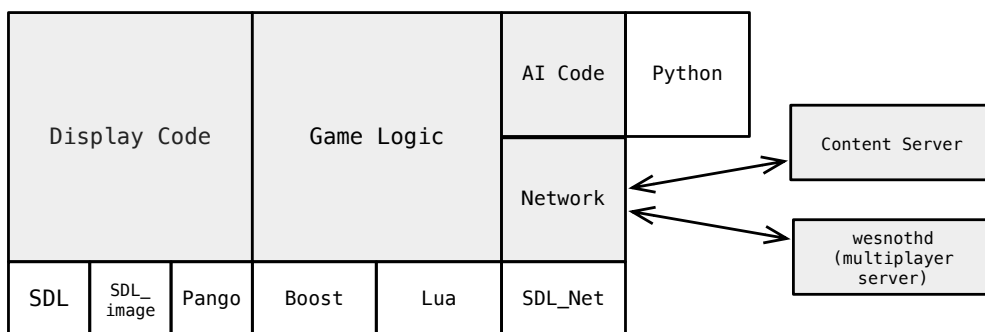 AI Code
Python
Display Code
Game Logic
Content Server
Network
wesnothd
(multiplayer
server)
SDL
SDL_
image
Pango
Boost
Lua
SDL_Net